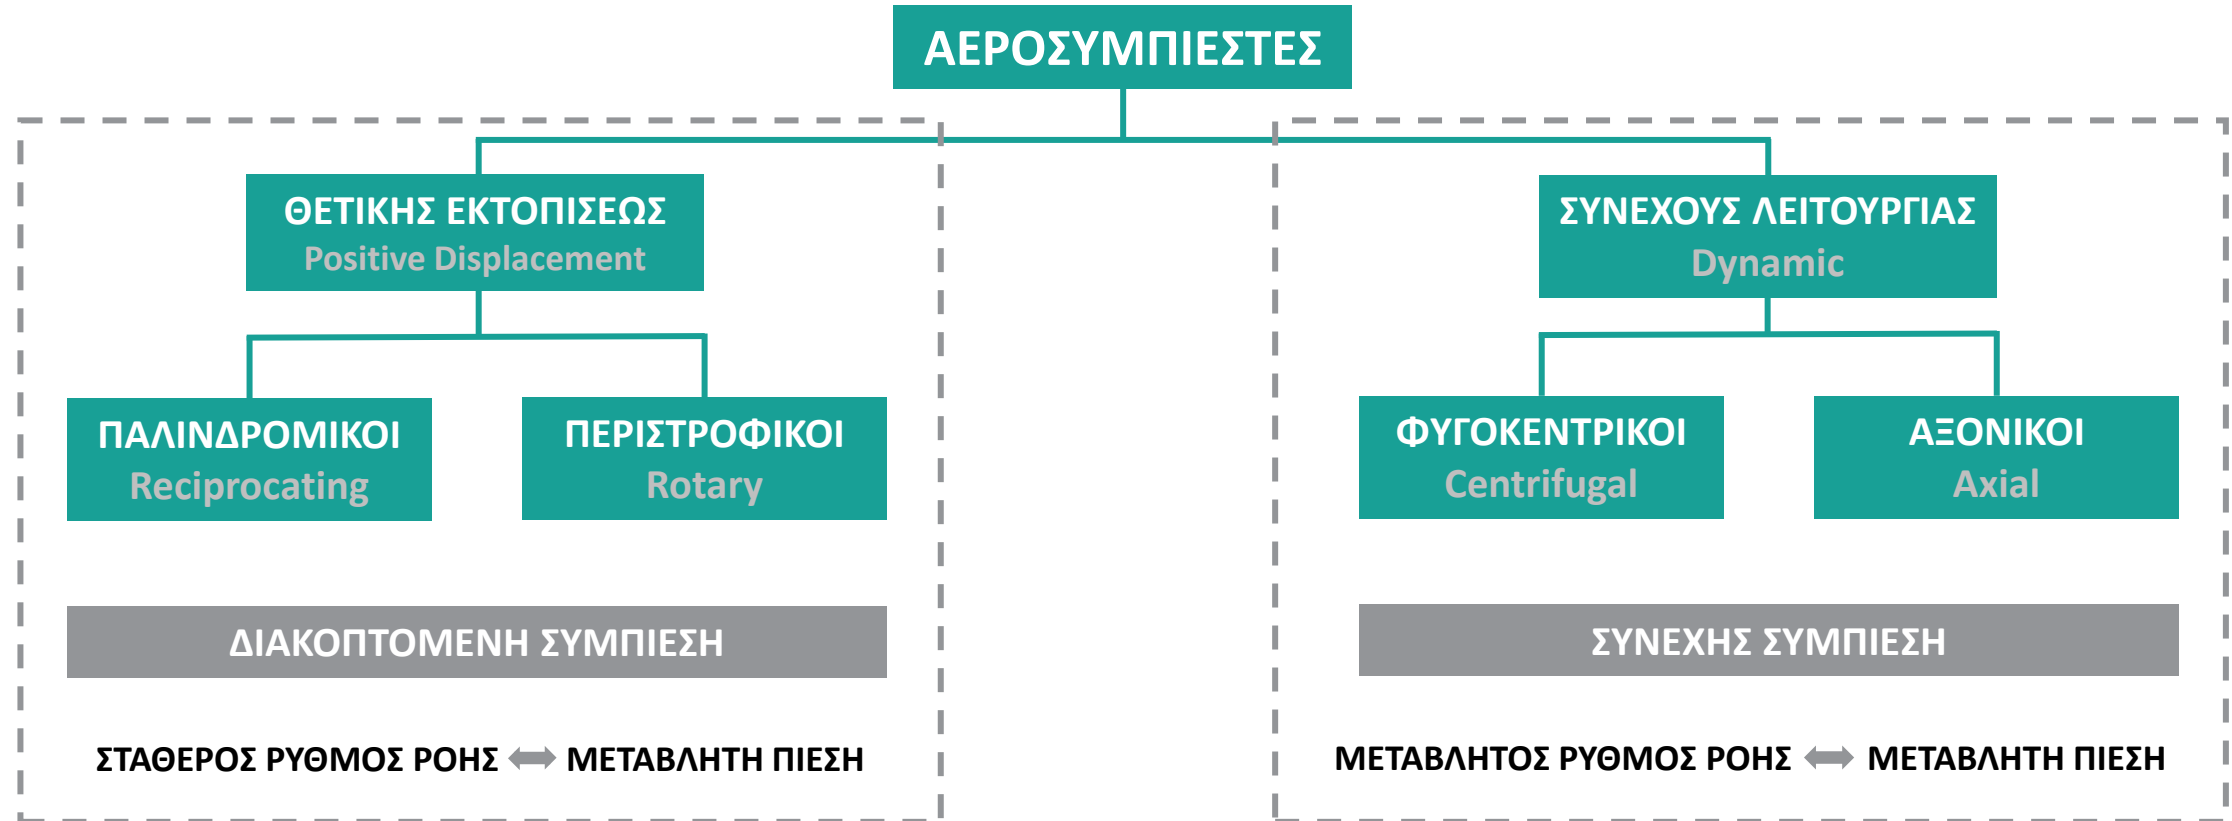 ΑΕΡΟΣΥΜΠΙΕΣΤΕΣ
ΘΕΤΙΚΗΣ ΕΚΤΟΠΙΣΕΩΣ
Positive Displacement
ΣΥΝΕΧΟΥΣ ΛΕΙΤΟΥΡΓΙΑΣ
Dynamic
ΠΑΛΙΝΔΡΟΜΙΚΟΙ
Reciprocating
ΠΕΡΙΣΤΡΟΦΙΚΟΙ
Rotary
ΦΥΓΟΚΕΝΤΡΙΚΟΙ
Centrifugal
ΑΞΟΝΙΚΟΙ
Axial
ΔΙΑΚΟΠΤΟΜΕΝΗ ΣΥΜΠΙΕΣΗ
ΣΥΝΕΧΗΣ ΣΥΜΠΙΕΣΗ
ΣΤΑΘΕΡΟΣ ΡΥΘΜΟΣ ΡΟΗΣ ⟺ ΜΕΤΑΒΛΗΤΗ ΠΙΕΣΗ
ΜΕΤΑΒΛΗΤΟΣ ΡΥΘΜΟΣ ΡΟΗΣ ⟺ ΜΕΤΑΒΛΗΤΗ ΠΙΕΣΗ